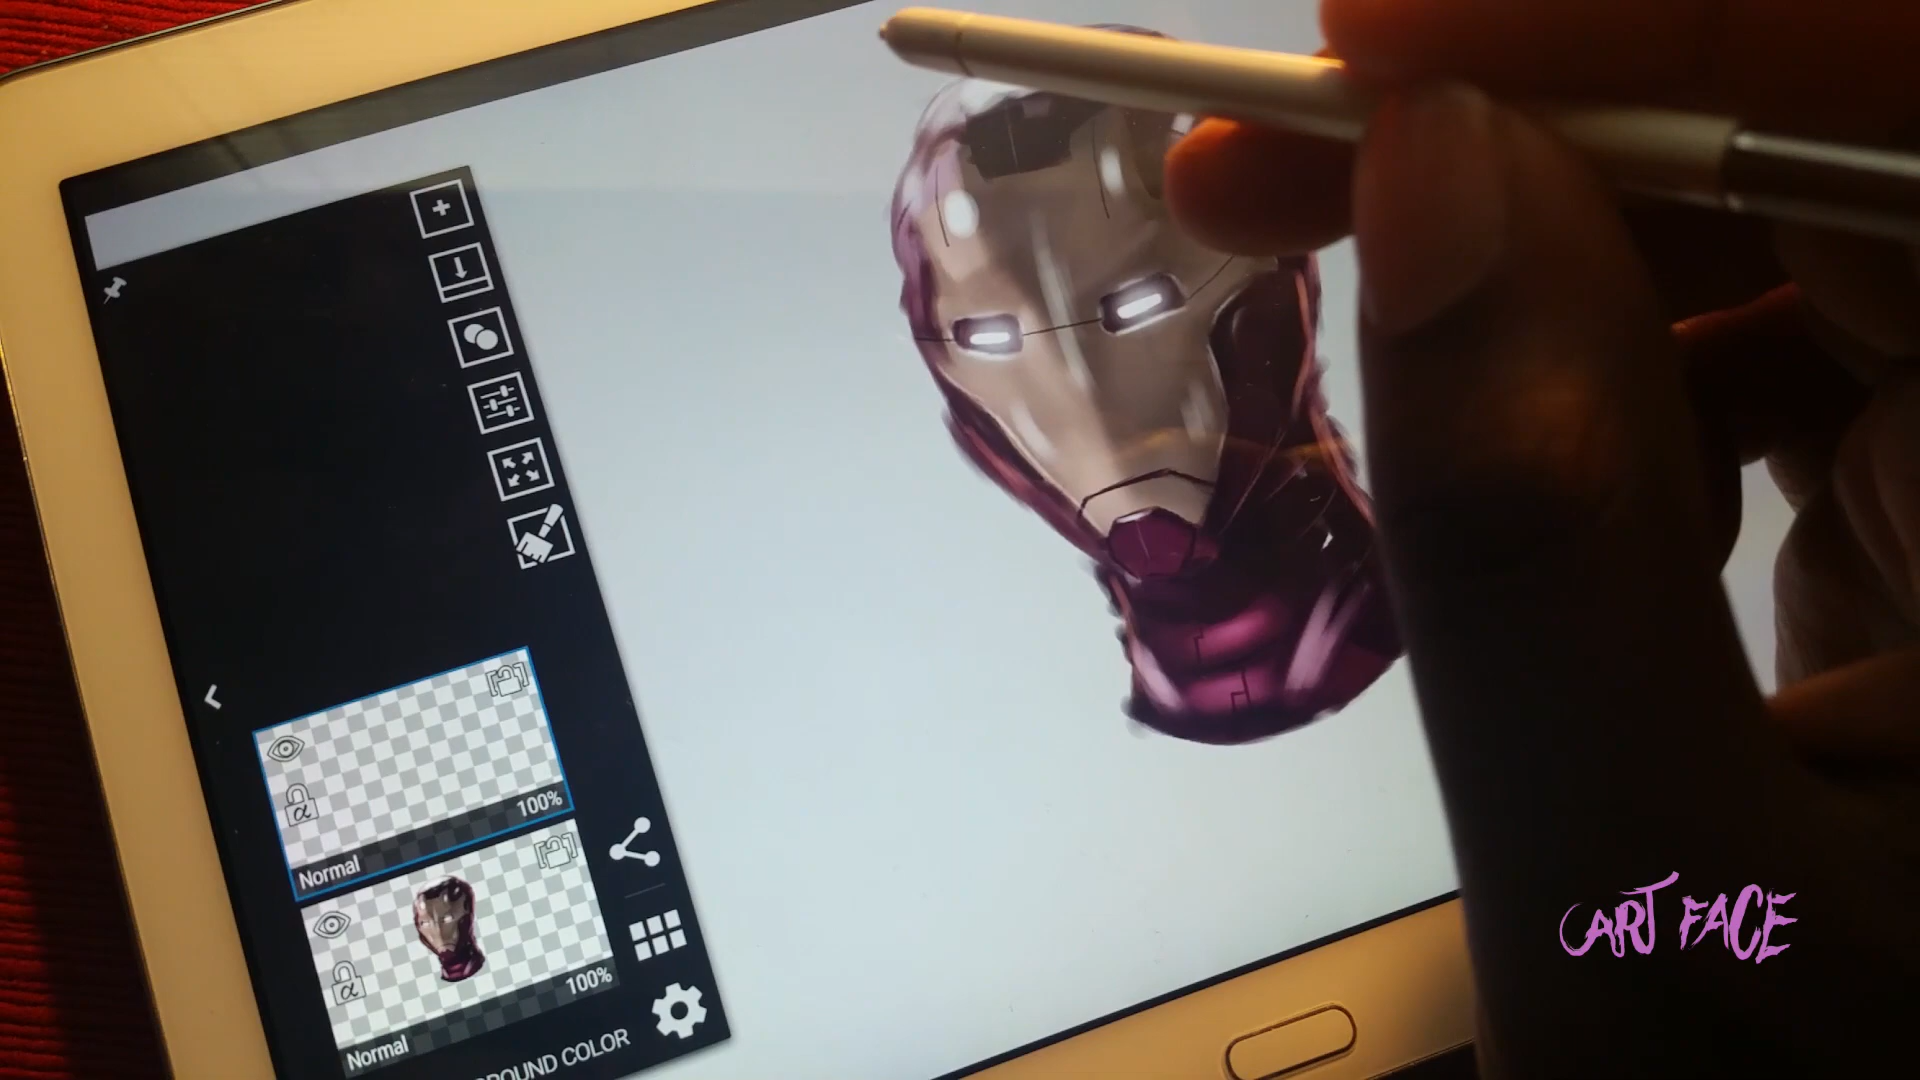 100%
Normal
100%
Normal
ROUND COLOR
ART FACE